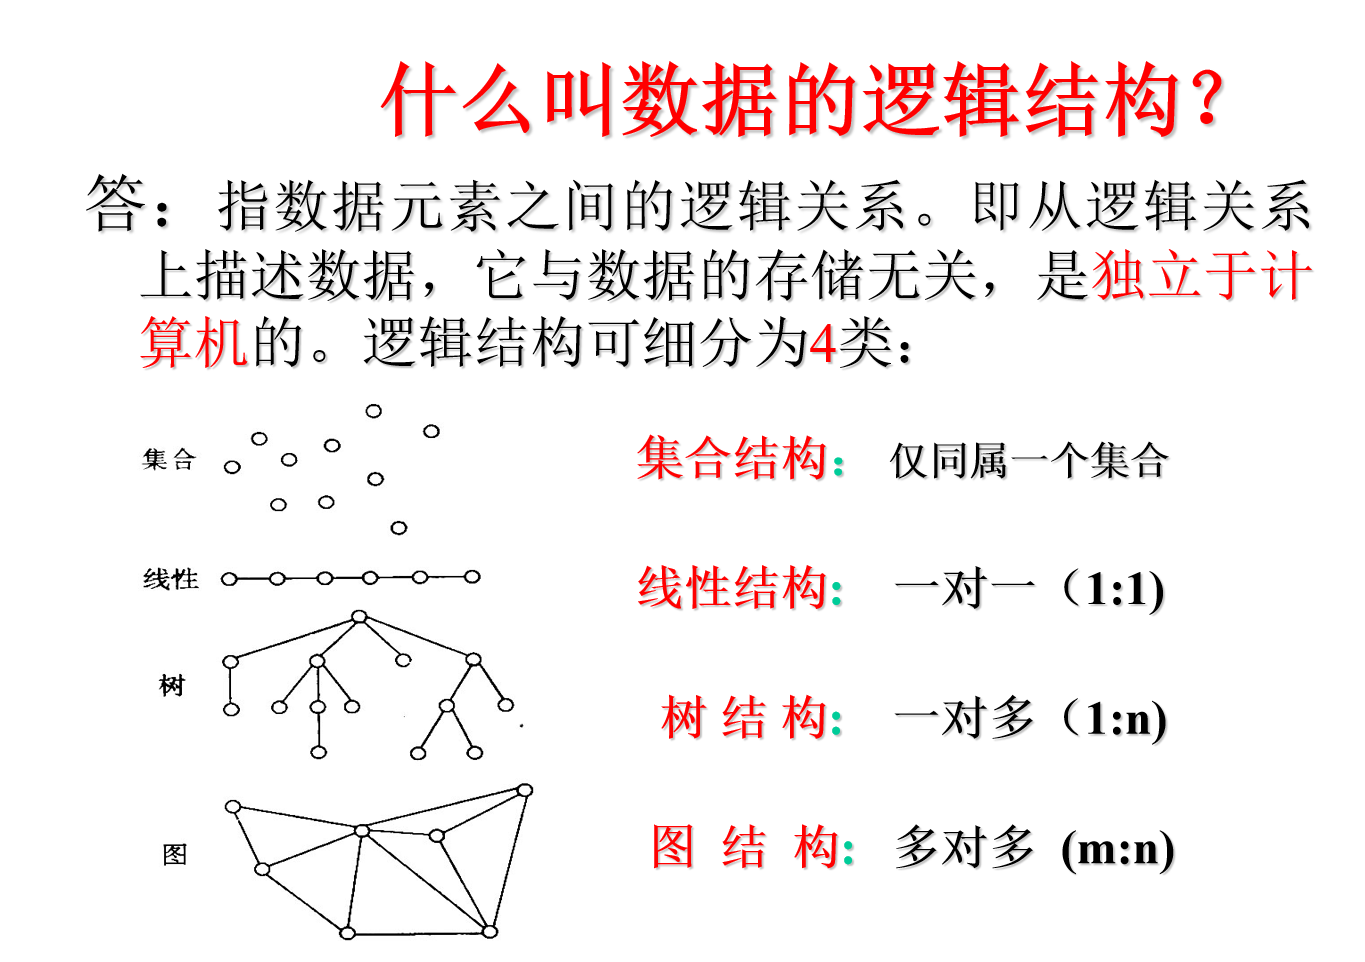 什么叫数据的逻辑结构？
答：指数据元素之间的逻辑关系。即从逻辑关系
上描述数据，它与数据的存储无关，是独立于计
算机的。逻辑结构可细分为4类：
集合
集合结构： 仅同属一个集合
线性
线性结构： 一对一（1:1)
树
树 结 构： 一对多（1:n)
图
图 结 构： 多对多 (m:n)